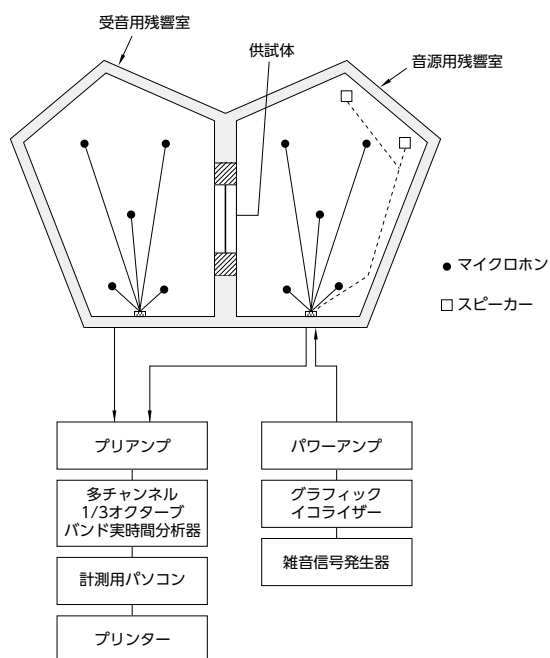 受音用残響室
供試体
音源用残響室
マイクロホン
スピーカー
プリアンプ
多チャンネル
1/3オクターブ
バンド実時間分析器
計測用パソコン
プリンター
パワーアンプ
グラフィック
イコライザー
雑音信号発生器